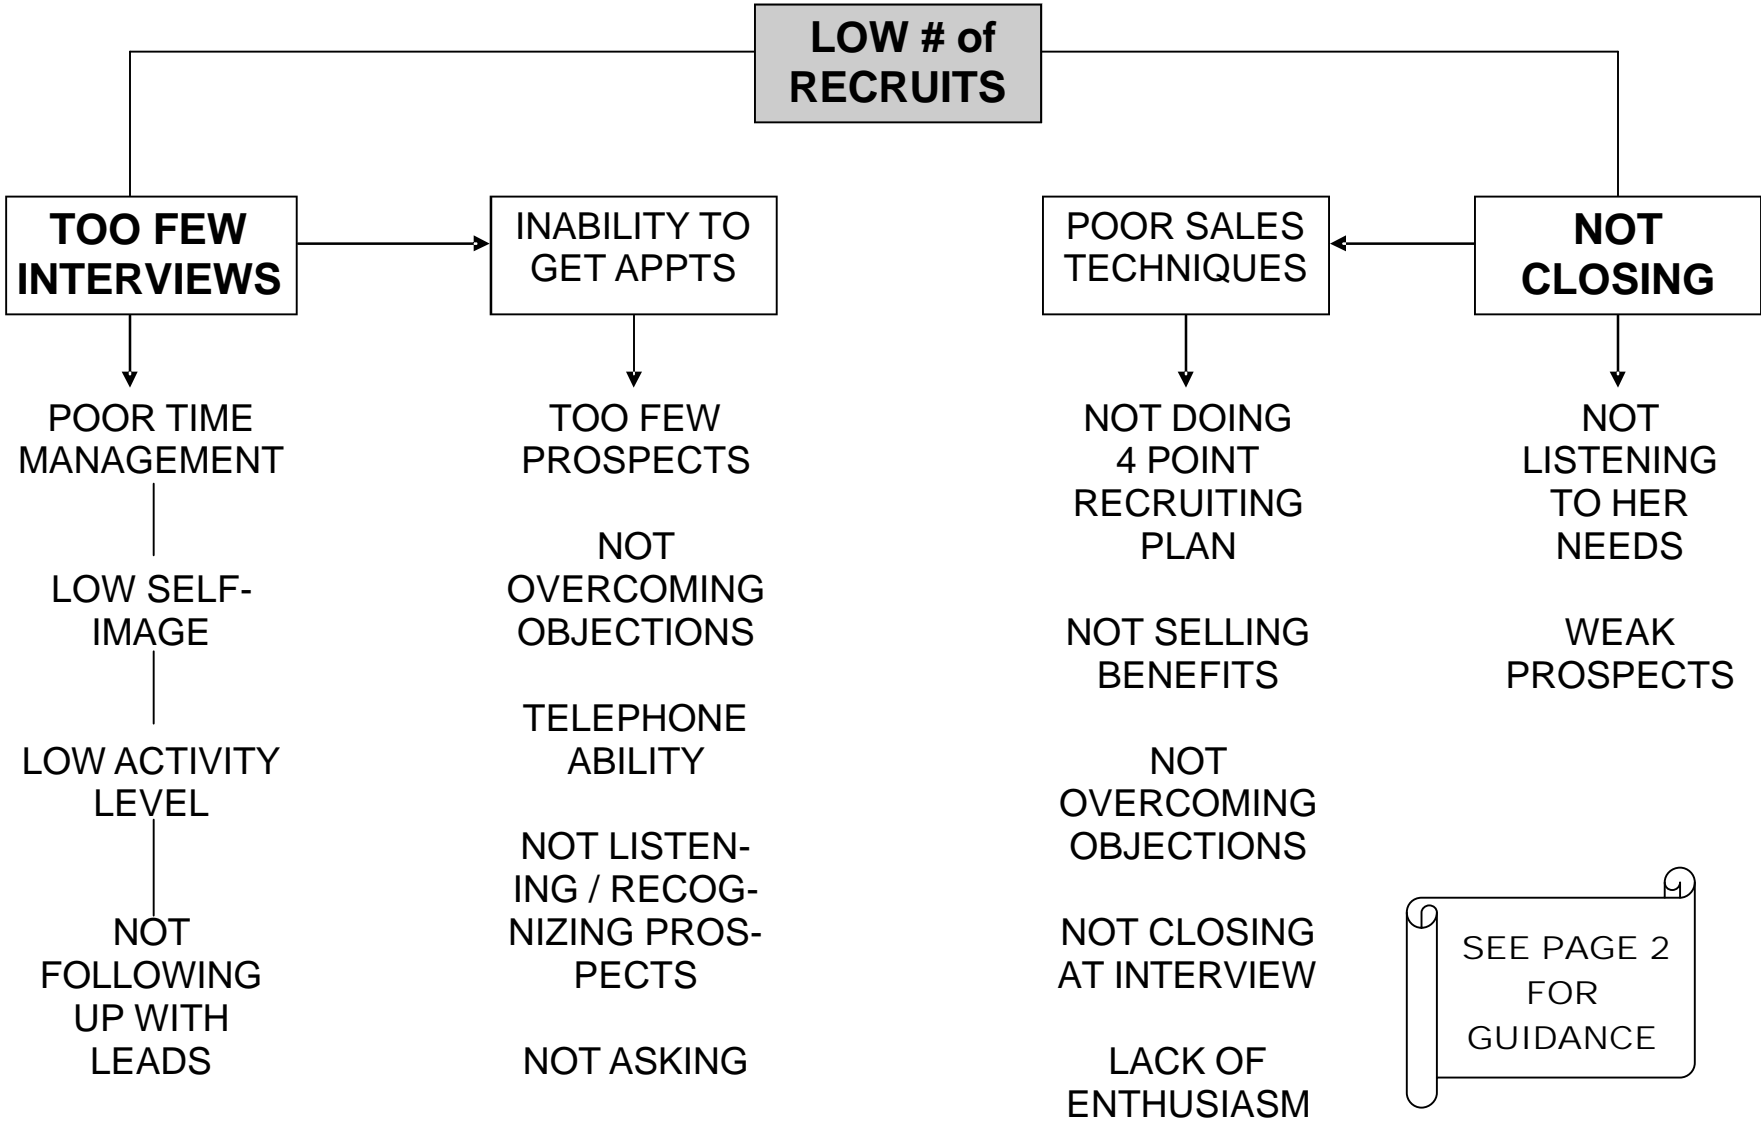 LOW # of
RECRUITS
TOO FEW
INTERVIEWS
INABILITY TO
GET APPTS
POOR SALES
TECHNIQUES
NOT
CLOSING
POOR TIME
MANAGEMENT
LOW SELF-
IMAGE
LOW ACTIVITY
LEVEL
NOT
FOLLOWING
UP WITH
LEADS
TOO FEW
PROSPECTS
NOT
OVERCOMING
OBJECTIONS
TELEPHONE
ABILITY
NOT LISTEN-
ING / RECOG-
NIZING PROS-
PECTS
NOT ASKING
NOT DOING
4 POINT
RECRUITING
PLAN
NOT SELLING
BENEFITS
NOT
OVERCOMING
OBJECTIONS
NOT CLOSING
AT INTERVIEW
LACK OF
ENTHUSIASM
NOT
LISTENING
TO HER
NEEDS
WEAK
PROSPECTS
SEE PAGE 2
FOR
GUIDANCE